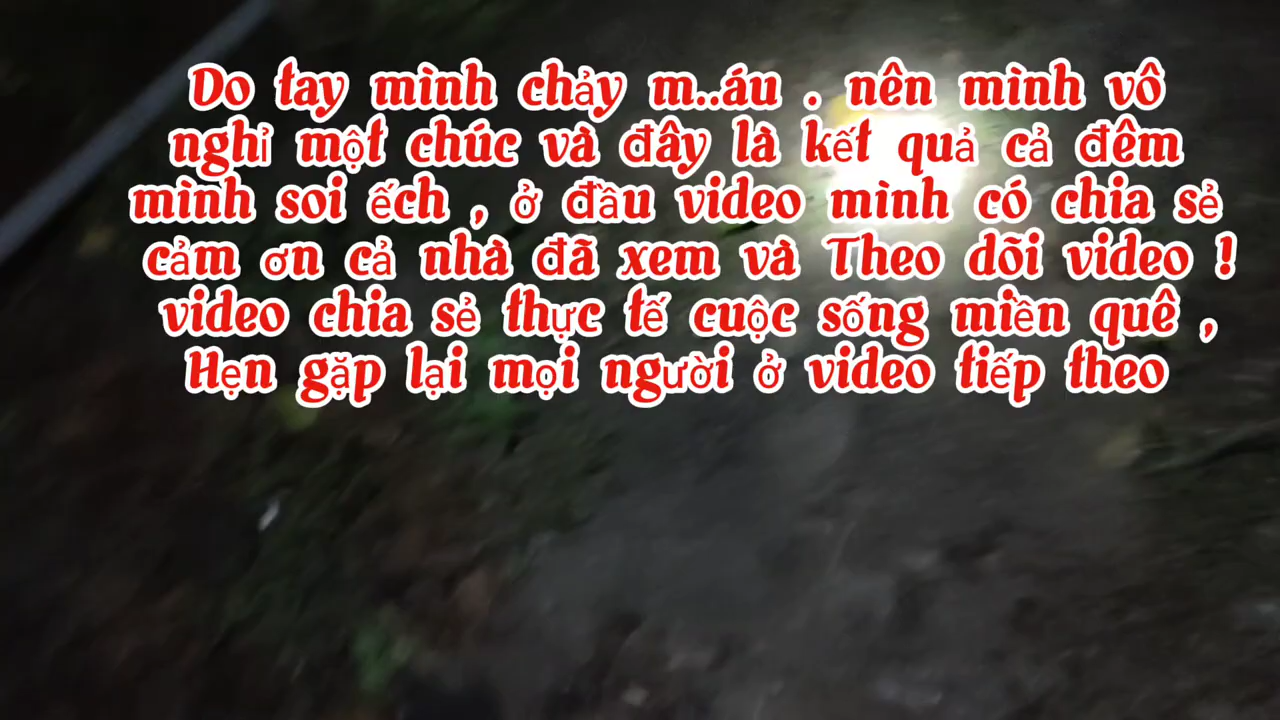 Do tay mình chảy m..áu . nên mình vô
nghỉ một chúc và đây là kết quả cả đêm
mình soi ếch , ở đầu video mình có chia sẻ
cảm ơn cả nhà đã xem và Theo dõi video !
video chia sẻ thực tế cuộc sống miền quê ,
Hẹn gặp lại mọi người ở video tiếp theo